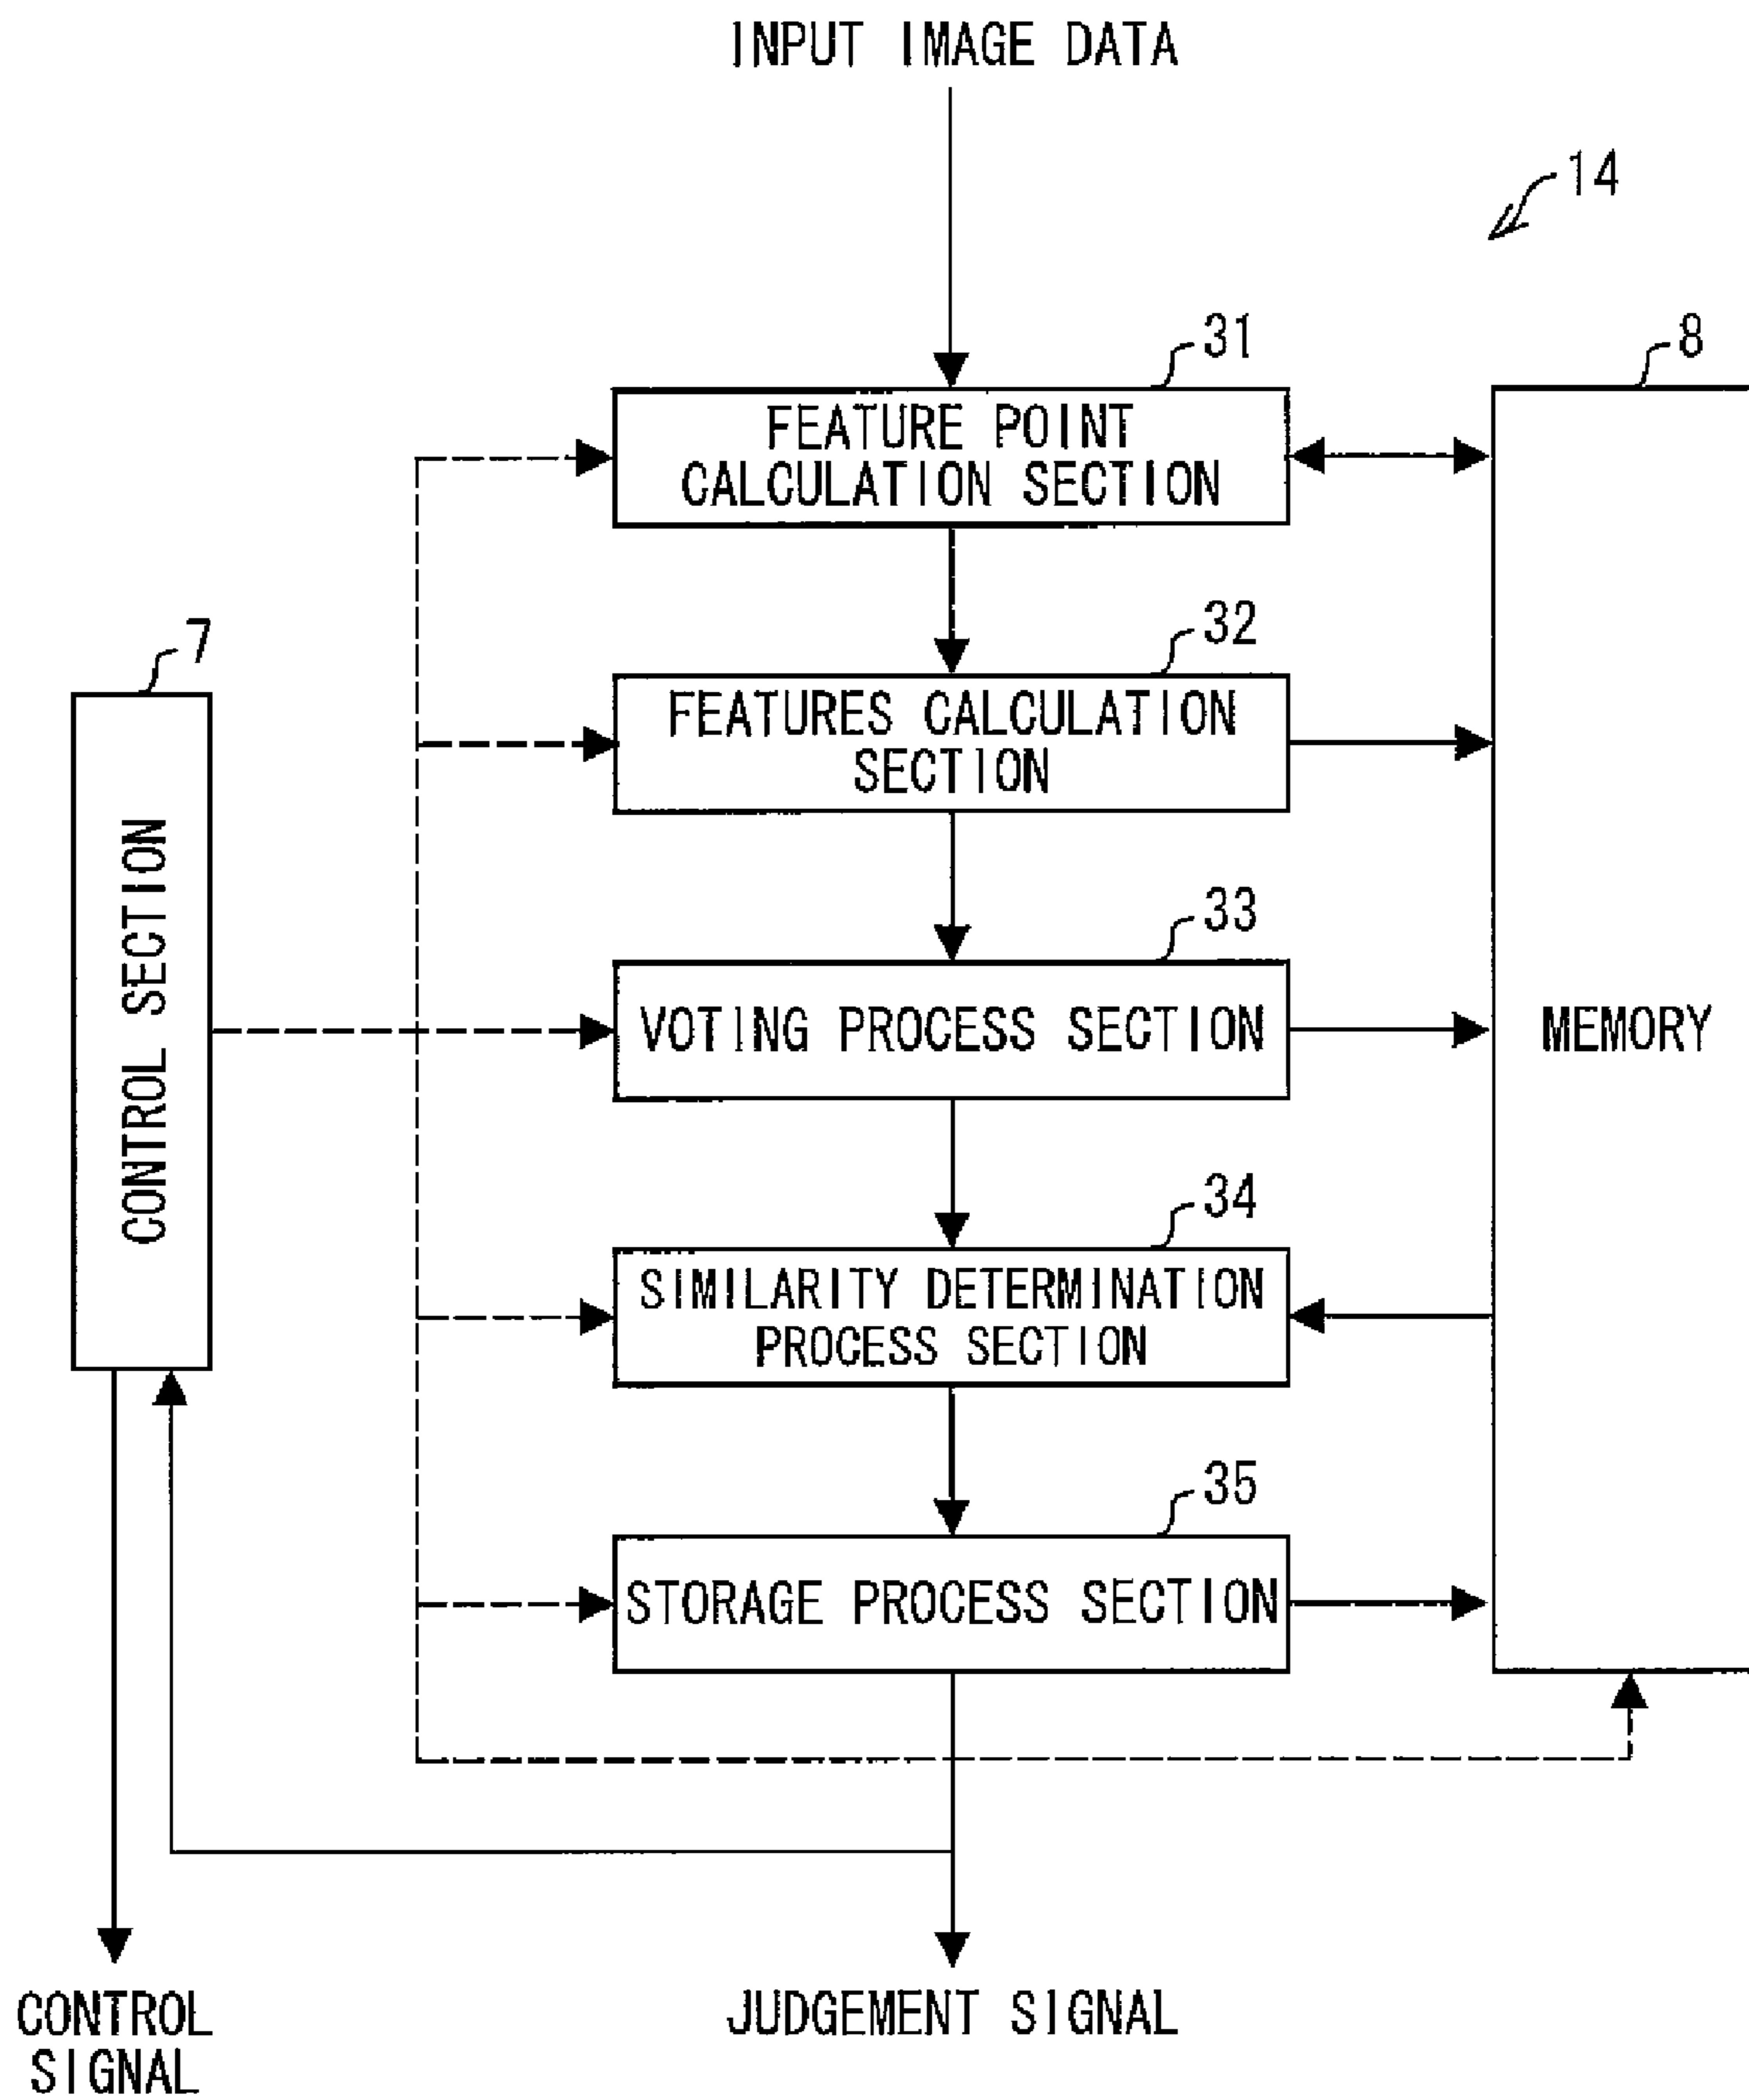 INPUT IMAGE DATA
14
31
8
FEATURE POINT
CALCULATION SECTION
32
7
FEATURES CALCULATION
SECTION
CONTROL SECTION
33
VOTING PROCESS SECTION
MEMORY
34
SIMILARITY DETERMINATION
PROCESS SECTION
35
STORAGE PROCESS SECTION
CONTROL
SIGNAL
JUDGEMENT SIGNAL